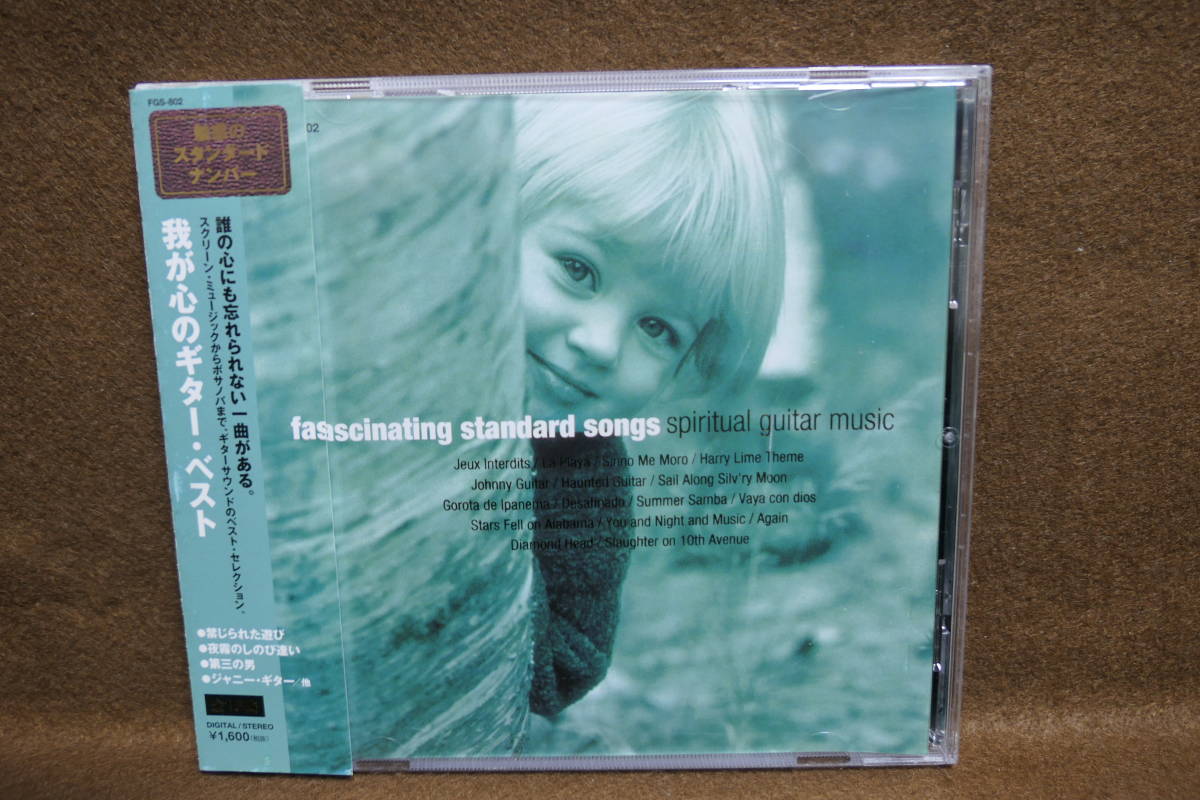 FGS-802
スタンダード
ナンバー
誰の心にも忘れられない一曲がある。
スクリーン・ミュージックからボサノバまで、ギターサウンドのベスト・セレクション。
我が心のギター・ベスト
●禁じられた遊び
●夜霧のしのび逢い
●第三の男
●ジャニー・ギター/他
DIGITAL/STEREO
¥1,600(税抜)
02
fascinating standard songs spiritual guitar music
Jeux Interdits / La Playa / Sinno Me Moro / Harry Lime Theme
Johnny Guitar / Haunted Guitar / Sail Along Silv'ry Moon
Gorota de Ipanema / Desafinado / Summer Samba / Vaya con dios
Stars Fell on Alabama / You and Night and Music / Again
Diamond Head / Slaughter on 10th Avenue